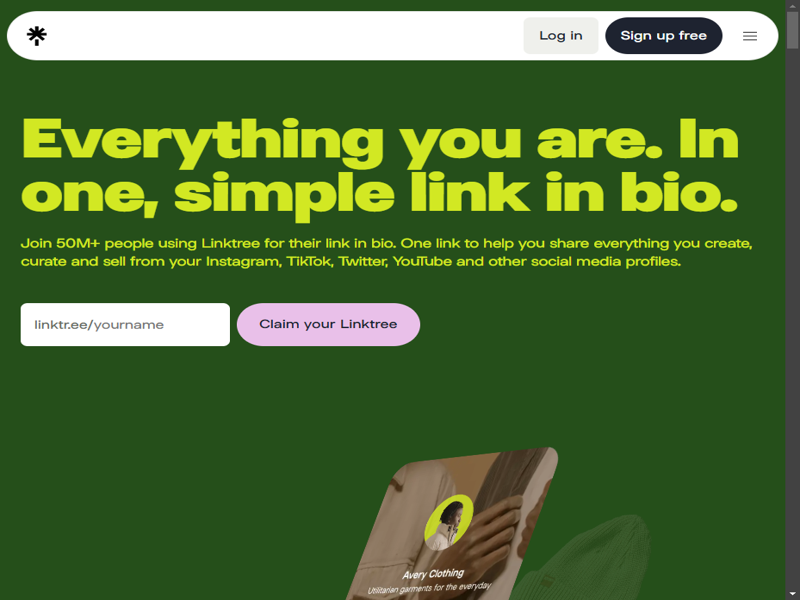 Log in
Sign up free
Everything you are. In
one, simple link in bio.
Join 50M+ people using Linktree for their link in bio. One link to help you share everything you create,
curate and sell from your Instagram, TikTok, Twitter, YouTube and other social media profiles.
linktr.ee/yourname
Claim your Linktree
Avery Clothing
Utilitarian garments for the everyday